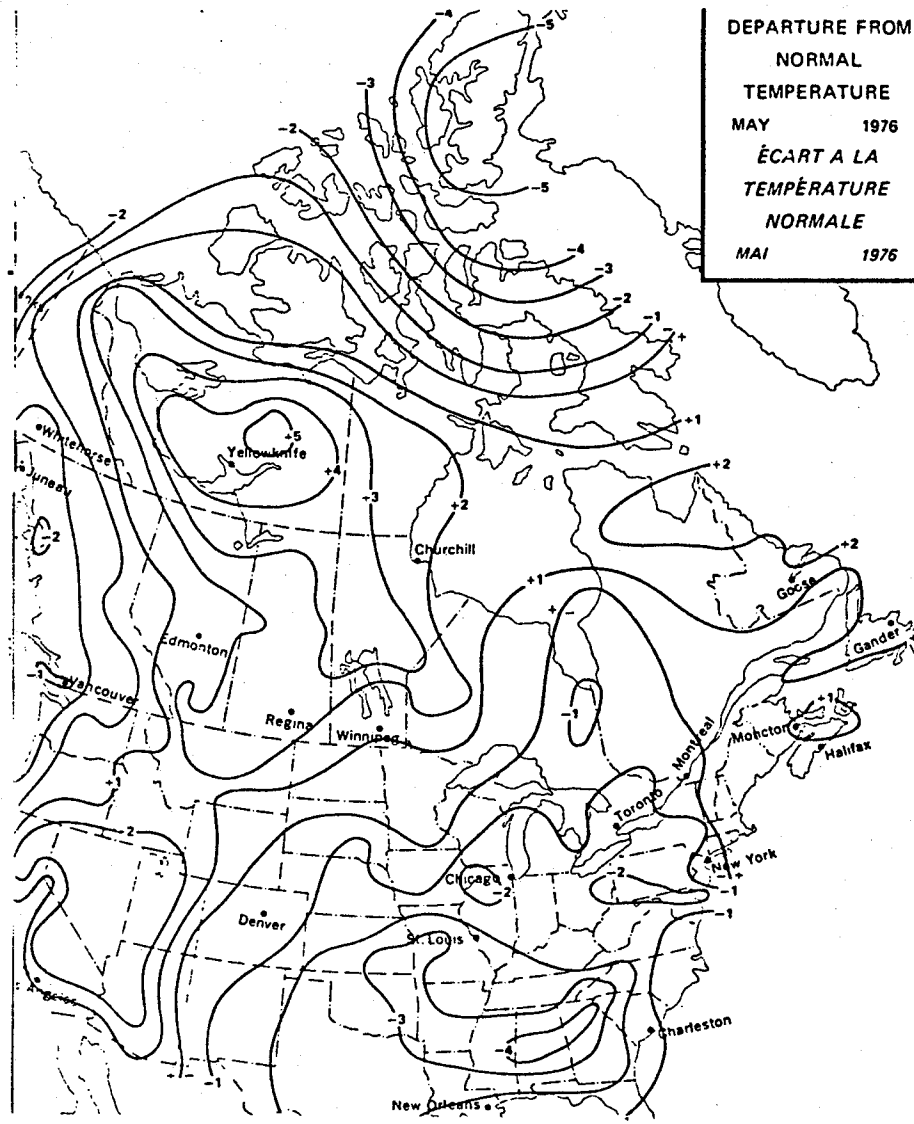 DEPARTURE FROM
NORMAL
TEMPERATURE
MAY 1976
ÉCART A LA
TEMPÉRATURE
NORMALE
MAI 1976
-4
-5
-3
-2
-5
-2
-4
-3
-2
-1
-+
+1
+5
Whitehorse
Yellowknife
+4
+2
Juneau
+3
+2
-2
Churchill
+2
+1
Goose
+ -
Edmonton
Gander
-1
Vancouver
-1
+1
Regina
Winnipeg
Montreal
Moncton
Halifax
+1
Toronto
2
New York
Chicago
-2
-2
-+
-1
Denver
-1
St. Louis
Angeles
-3
Charleston
-4
+ -
-1
New Orleans